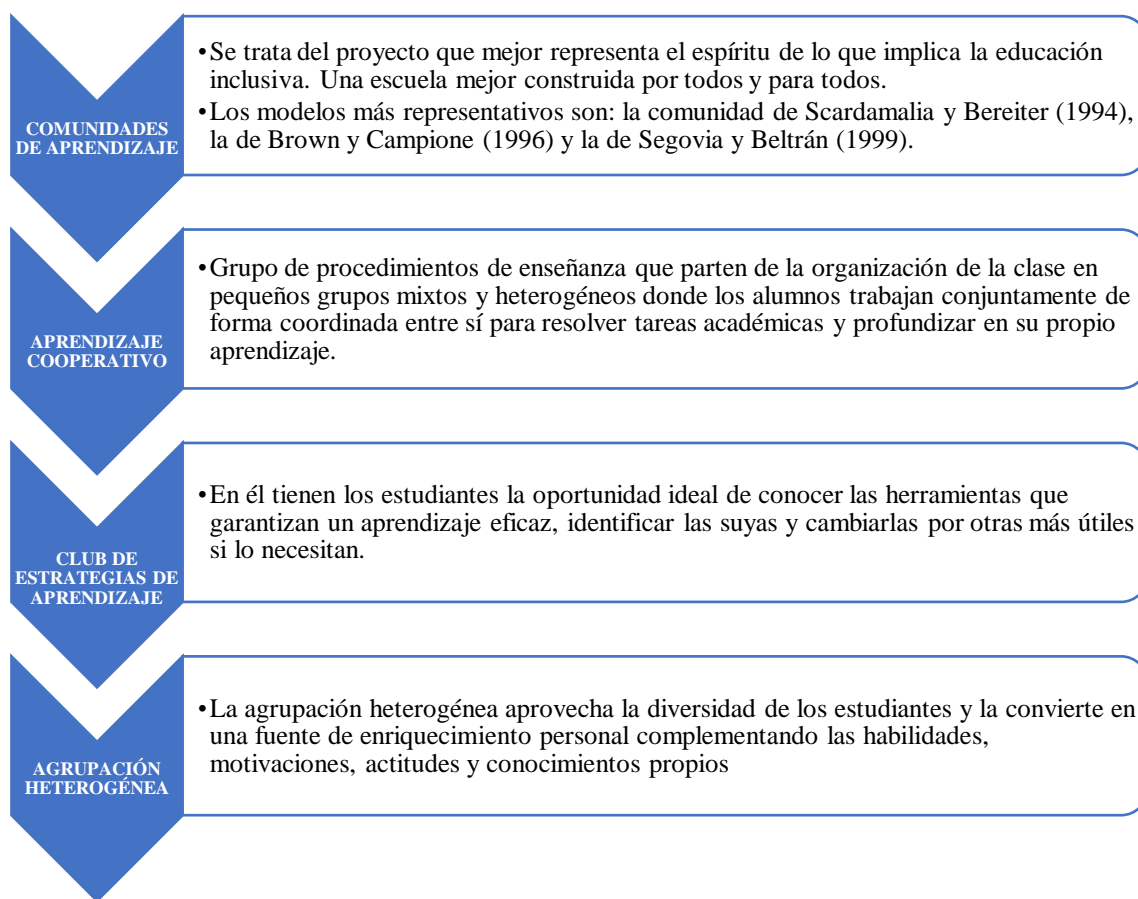 COMUNIDADES
DE APRENDIZAJE
•Se trata del proyecto que mejor representa el espíritu de lo que implica la educación
inclusiva. Una escuela mejor construida por todos y para todos.
•Los modelos más representativos son: la comunidad de Scardamalia y Bereiter (1994),
la de Brown y Campione (1996) y la de Segovia y Beltrán (1999).
APRENDIZAJE
COOPERATIVO
•Grupo de procedimientos de enseñanza que parten de la organización de la clase en
pequeños grupos mixtos y heterogéneos donde los alumnos trabajan conjuntamente de
forma coordinada entre sí para resolver tareas académicas y profundizar en su propio
aprendizaje.
CLUB DE
ESTRATEGIAS DE
APRENDIZAJE
•En él tienen los estudiantes la oportunidad ideal de conocer las herramientas que
garantizan un aprendizaje eficaz, identificar las suyas y cambiarlas por otras más útiles
si lo necesitan.
AGRUPACIÓN
HETEROGÉNEA
•La agrupación heterogénea aprovecha la diversidad de los estudiantes y la convierte en
una fuente de enriquecimiento personal complementando las habilidades,
motivaciones, actitudes y conocimientos propios